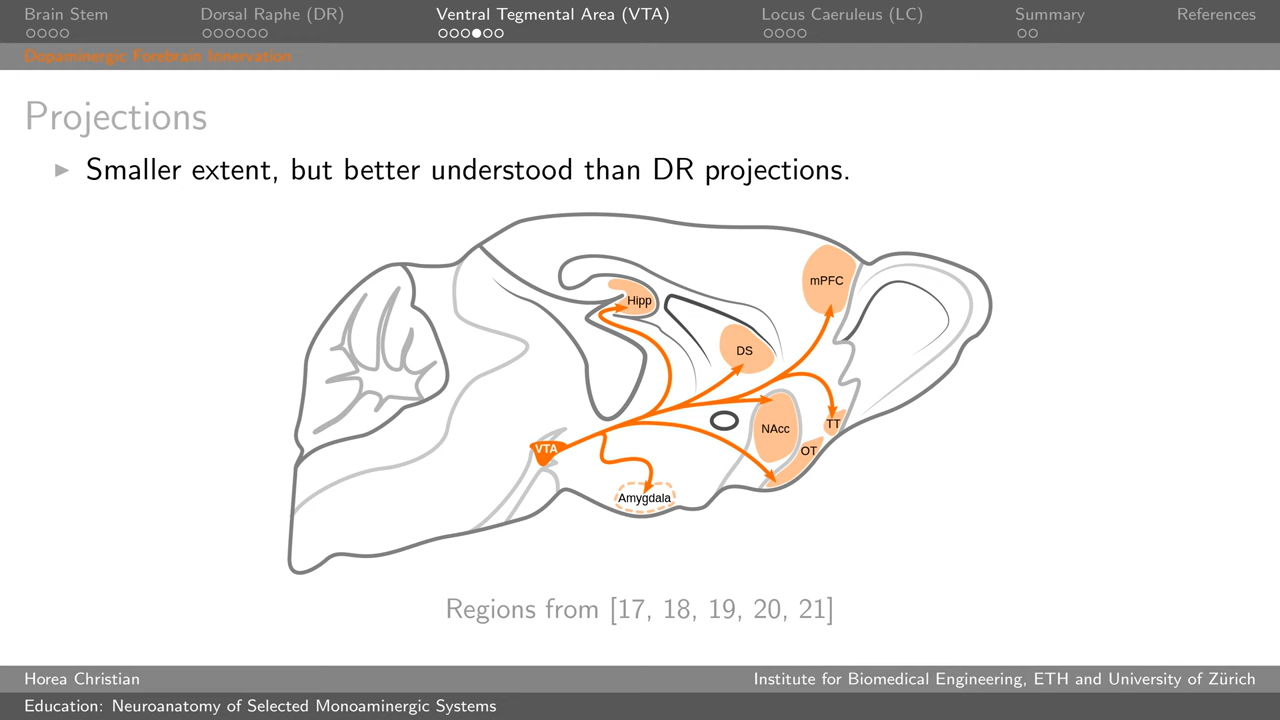 Brain Stem Dorsal Raphe (DR) Ventral Tegmental Area (VTA) Locus Caeruleus (LC) Summary References
Dopaminergic Forebrain Innervation
Projections
Smaller extent, but better understood than DR projections.
mPFC
Hipp
DS
TT
NAcc
VTA
OT
Amygdala
Regions from [17, 18, 19, 20, 21]
Horea Christian Institute for Biomedical Engineering, ETH and University of Zürich
Education: Neuroanatomy of Selected Monoaminergic Systems